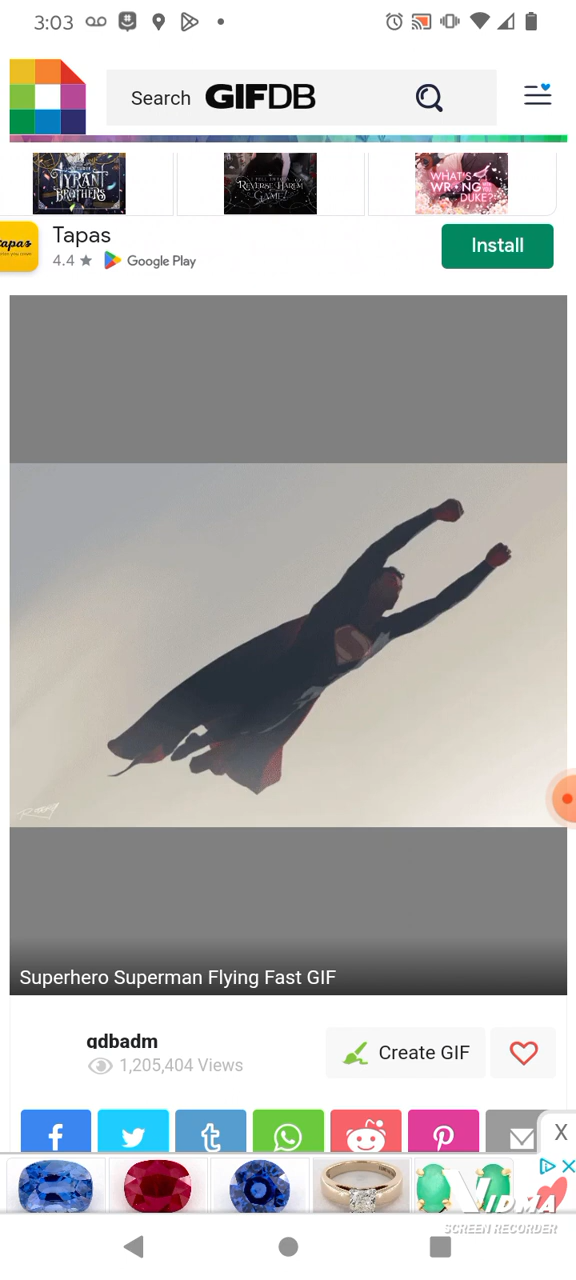 3:03
Search GIFDB
TYRANT
BROTHERS
REVERSE HAREM
GAME!
WHAT'S
WRONG
DUKE?
tapas
Tapas
4.4 ★ Google Play
Install
S
Superhero Superman Flying Fast GIF
gdbadm
1,205,404 Views
Create GIF
X
VIDMA
SCREEN RECORDER